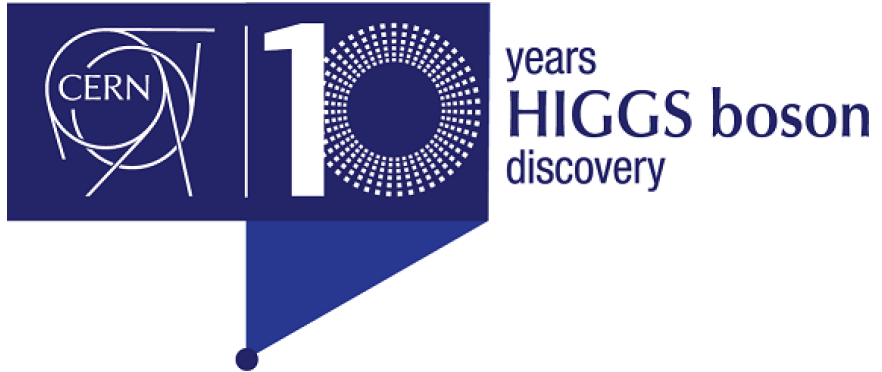 CERN
10
years
HIGGS boson
discovery